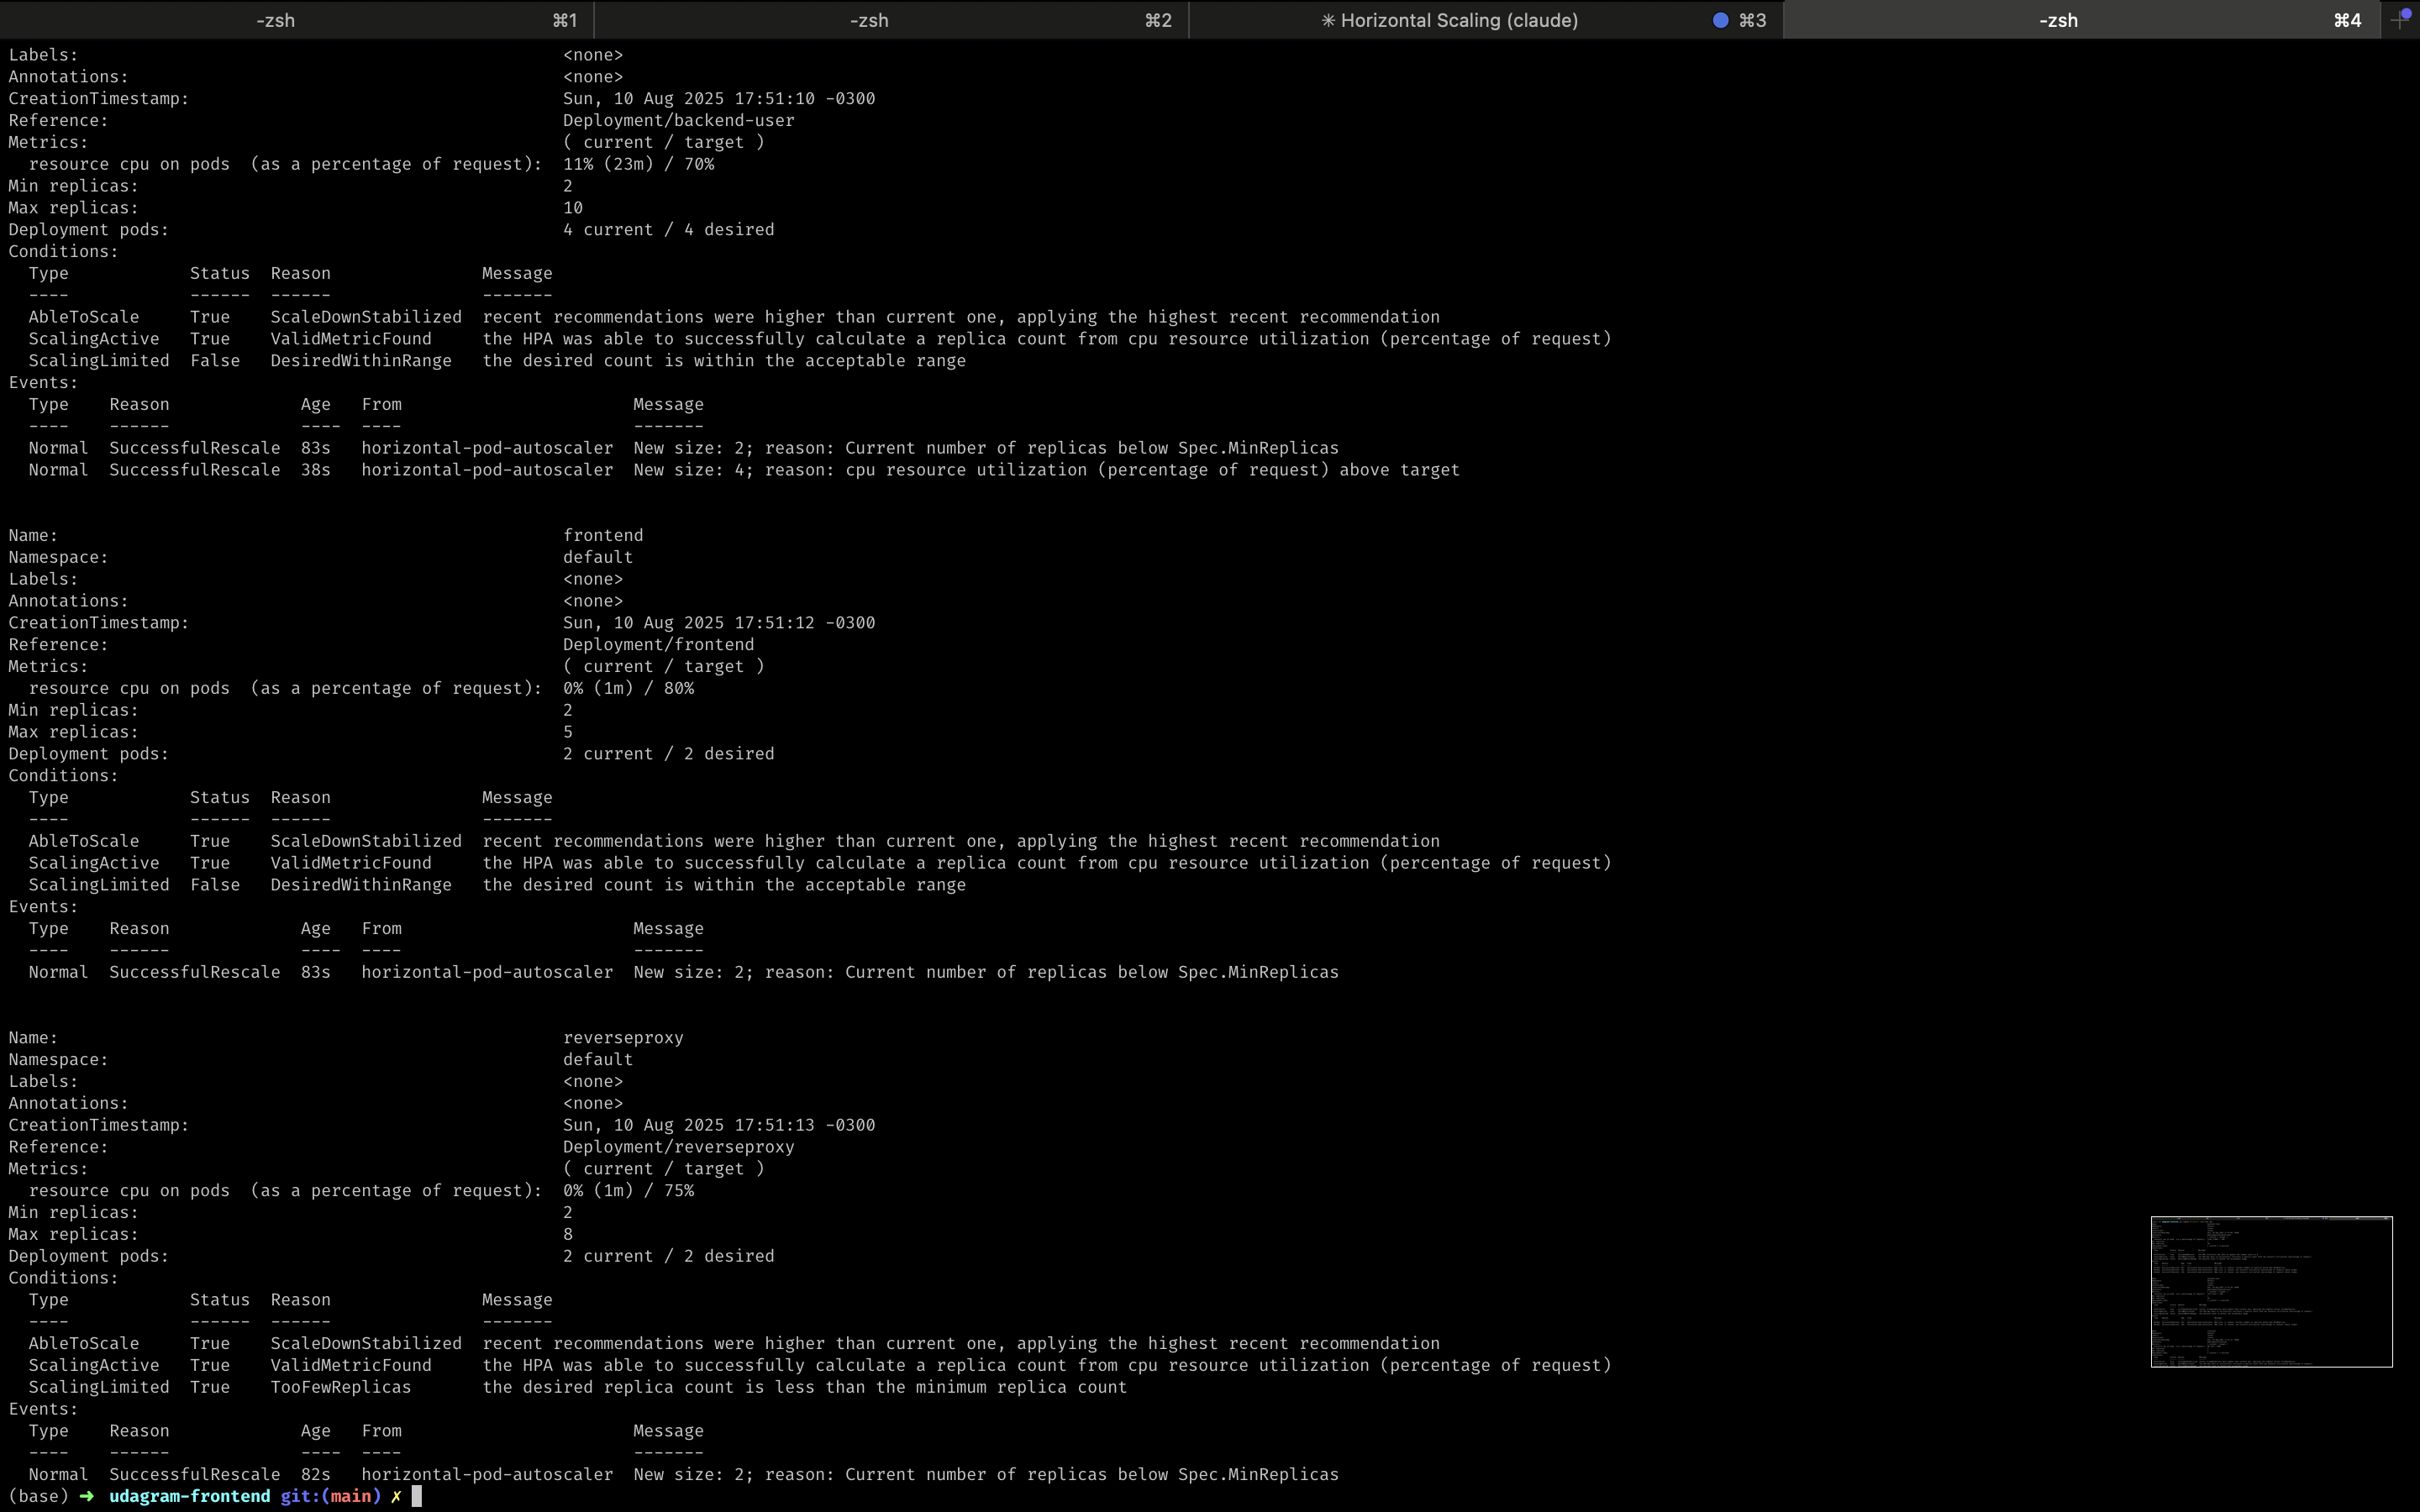 -zsh ⌘1 -zsh ⌘2 ✳ Horizontal Scaling (claude) ⌘3 -zsh ⌘4
Labels: <none>
Annotations: <none>
CreationTimestamp: Sun, 10 Aug 2025 17:51:10 -0300
Reference: Deployment/backend-user
Metrics: ( current / target )
resource cpu on pods (as a percentage of request): 11% (23m) / 70%
Min replicas: 2
Max replicas: 10
Deployment pods: 4 current / 4 desired
Conditions:
Type Status Reason Message
---- ------ ------ -------
AbleToScale True ScaleDownStabilized recent recommendations were higher than current one, applying the highest recent recommendation
ScalingActive True ValidMetricFound the HPA was able to successfully calculate a replica count from cpu resource utilization (percentage of request)
ScalingLimited False DesiredWithinRange the desired count is within the acceptable range
Events:
Type Reason Age From Message
---- ------ ---- ---- -------
Normal SuccessfulRescale 83s horizontal-pod-autoscaler New size: 2; reason: Current number of replicas below Spec.MinReplicas
Normal SuccessfulRescale 38s horizontal-pod-autoscaler New size: 4; reason: cpu resource utilization (percentage of request) above target
Name: frontend
Namespace: default
Labels: <none>
Annotations: <none>
CreationTimestamp: Sun, 10 Aug 2025 17:51:12 -0300
Reference: Deployment/frontend
Metrics: ( current / target )
resource cpu on pods (as a percentage of request): 0% (1m) / 80%
Min replicas: 2
Max replicas: 5
Deployment pods: 2 current / 2 desired
Conditions:
Type Status Reason Message
---- ------ ------ -------
AbleToScale True ScaleDownStabilized recent recommendations were higher than current one, applying the highest recent recommendation
ScalingActive True ValidMetricFound the HPA was able to successfully calculate a replica count from cpu resource utilization (percentage of request)
ScalingLimited False DesiredWithinRange the desired count is within the acceptable range
Events:
Type Reason Age From Message
---- ------ ---- ---- -------
Normal SuccessfulRescale 83s horizontal-pod-autoscaler New size: 2; reason: Current number of replicas below Spec.MinReplicas
Name: reverseproxy
Namespace: default
Labels: <none>
Annotations: <none>
CreationTimestamp: Sun, 10 Aug 2025 17:51:13 -0300
Reference: Deployment/reverseproxy
Metrics: ( current / target )
resource cpu on pods (as a percentage of request): 0% (1m) / 75%
Min replicas: 2
Max replicas: 8
Deployment pods: 2 current / 2 desired
Conditions:
Type Status Reason Message
---- ------ ------ -------
AbleToScale True ScaleDownStabilized recent recommendations were higher than current one, applying the highest recent recommendation
ScalingActive True ValidMetricFound the HPA was able to successfully calculate a replica count from cpu resource utilization (percentage of request)
ScalingLimited True TooFewReplicas the desired replica count is less than the minimum replica count
Events:
Type Reason Age From Message
---- ------ ---- ---- -------
Normal SuccessfulRescale 82s horizontal-pod-autoscaler New size: 2; reason: Current number of replicas below Spec.MinReplicas
(base) ➜ udagram-frontend git:(main) ✗